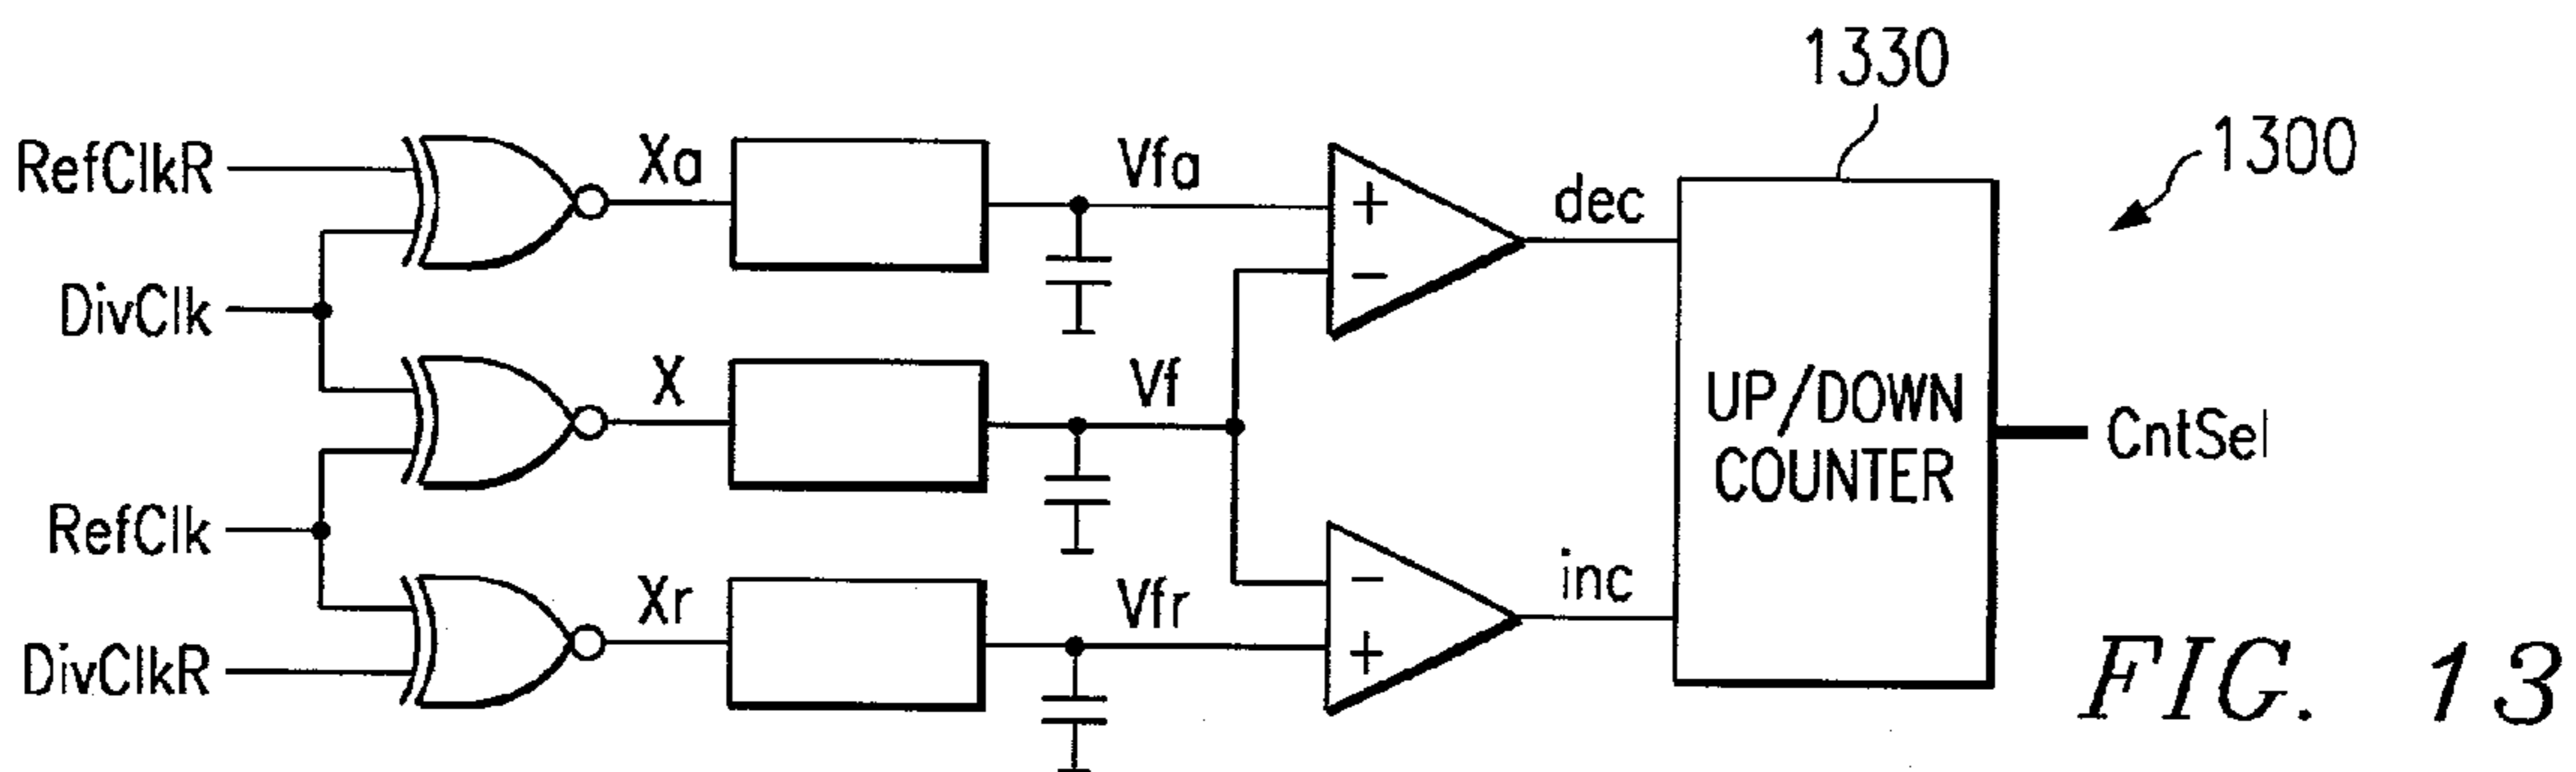 1330
1300
RefClkR
Xa
Vfa
+
−
dec
DivClk
X
Vf
UP/DOWN
COUNTER
CntSel
RefClk
Xr
Vfr
−
+
inc
DivClkR
FIG. 13